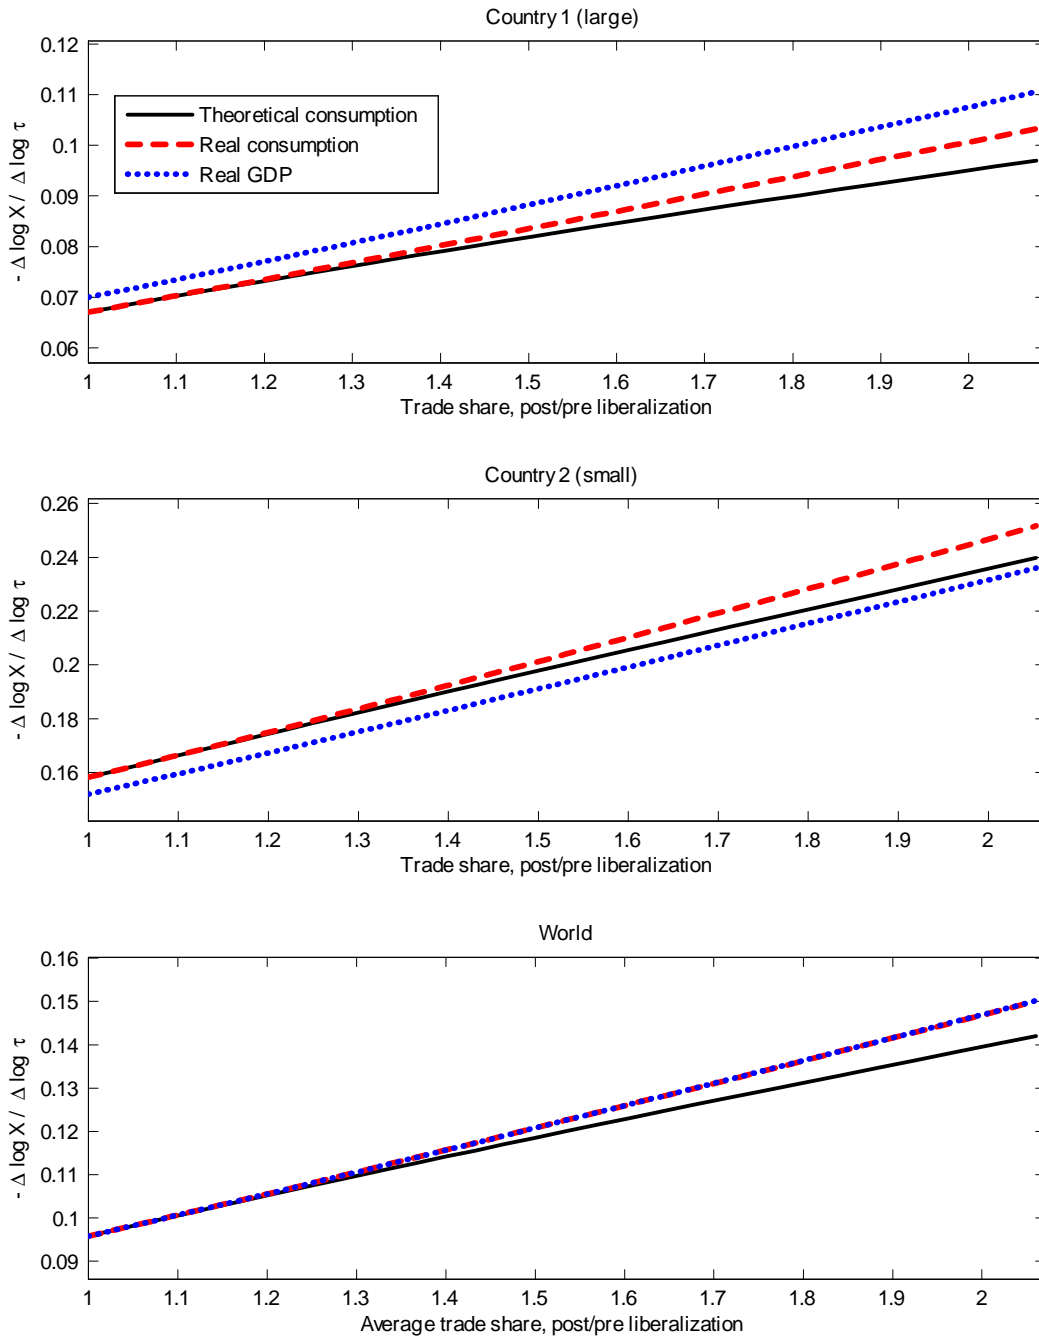 Country 1 (large)
0.12
0.11
0.1
0.09
0.08
0.07
0.06
- Δ log X / Δ log τ
Theoretical consumption
Real consumption
Real GDP
1 1.1 1.2 1.3 1.4 1.5 1.6 1.7 1.8 1.9 2
Trade share, post/pre liberalization
Country 2 (small)
0.26
0.24
0.22
0.2
0.18
0.16
- Δ log X / Δ log τ
1 1.1 1.2 1.3 1.4 1.5 1.6 1.7 1.8 1.9 2
Trade share, post/pre liberalization
World
0.16
0.15
0.14
0.13
0.12
0.11
0.1
0.09
- Δ log X / Δ log τ
1 1.1 1.2 1.3 1.4 1.5 1.6 1.7 1.8 1.9 2
Average trade share, post/pre liberalization